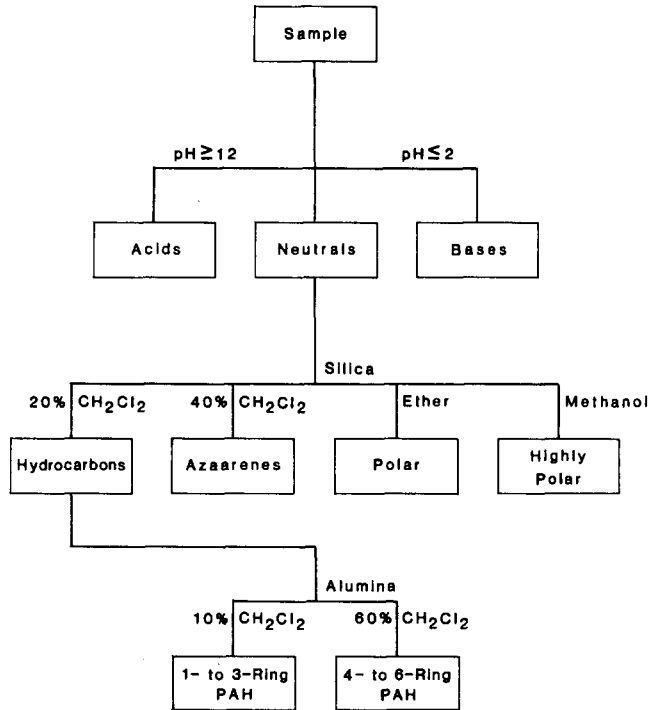 Sample
pH≥12 pH≤2
Acids Neutrals Bases
Silica
20% CH₂Cl₂ 40% CH₂Cl₂ Ether Methanol
Hydrocarbons Azaarenes Polar Highly
Polar
Alumina
10% CH₂Cl₂ 60% CH₂Cl₂
1- to 3-Ring 4- to 6-Ring
PAH PAH